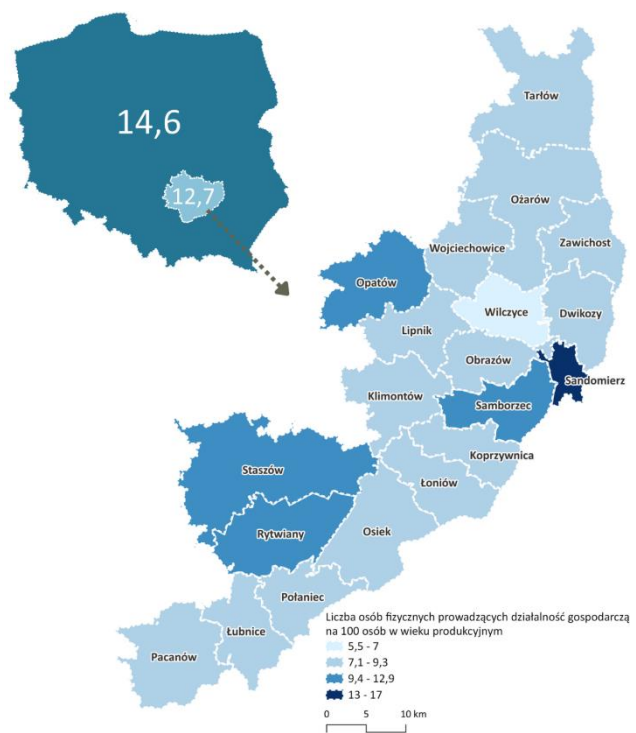 14,6
12,7
Tarłów
Ożarów
Wojciechowice
Zawichost
Opatów
Wilczyce
Dwikozy
Lipnik
Obrazów
Sandomierz
Klimontów
Samborzec
Koprzywnica
Staszów
Łoniów
Rytwiany
Osiek
Połaniec
Łubnice
Pacanów
Liczba osób fizycznych prowadzących działalność gospodarczą
na 100 osób w wieku produkcyjnym
5,5 - 7
7,1 - 9,3
9,4 - 12,9
13 - 17
0 5 10 km